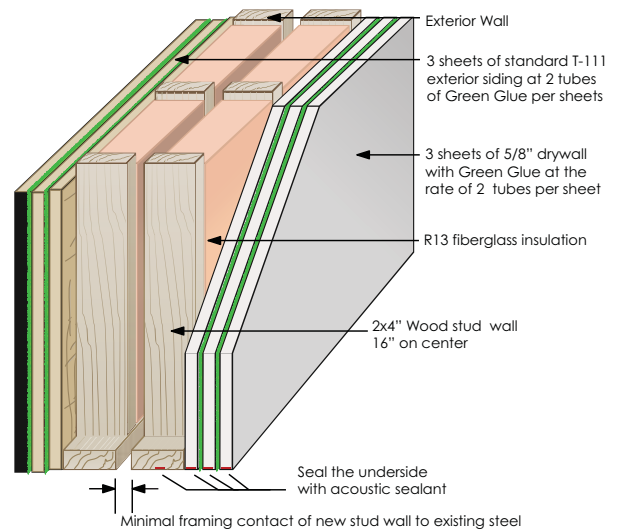 Exterior Wall
3 sheets of standard T-111
exterior siding at 2 tubes
of Green Glue per sheets
3 sheets of 5/8” drywall
with Green Glue at the
rate of 2 tubes per sheet
R13 fiberglass insulation
2x4” Wood stud wall
16” on center
Seal the underside
with acoustic sealant
Minimal framing contact of new stud wall to existing steel